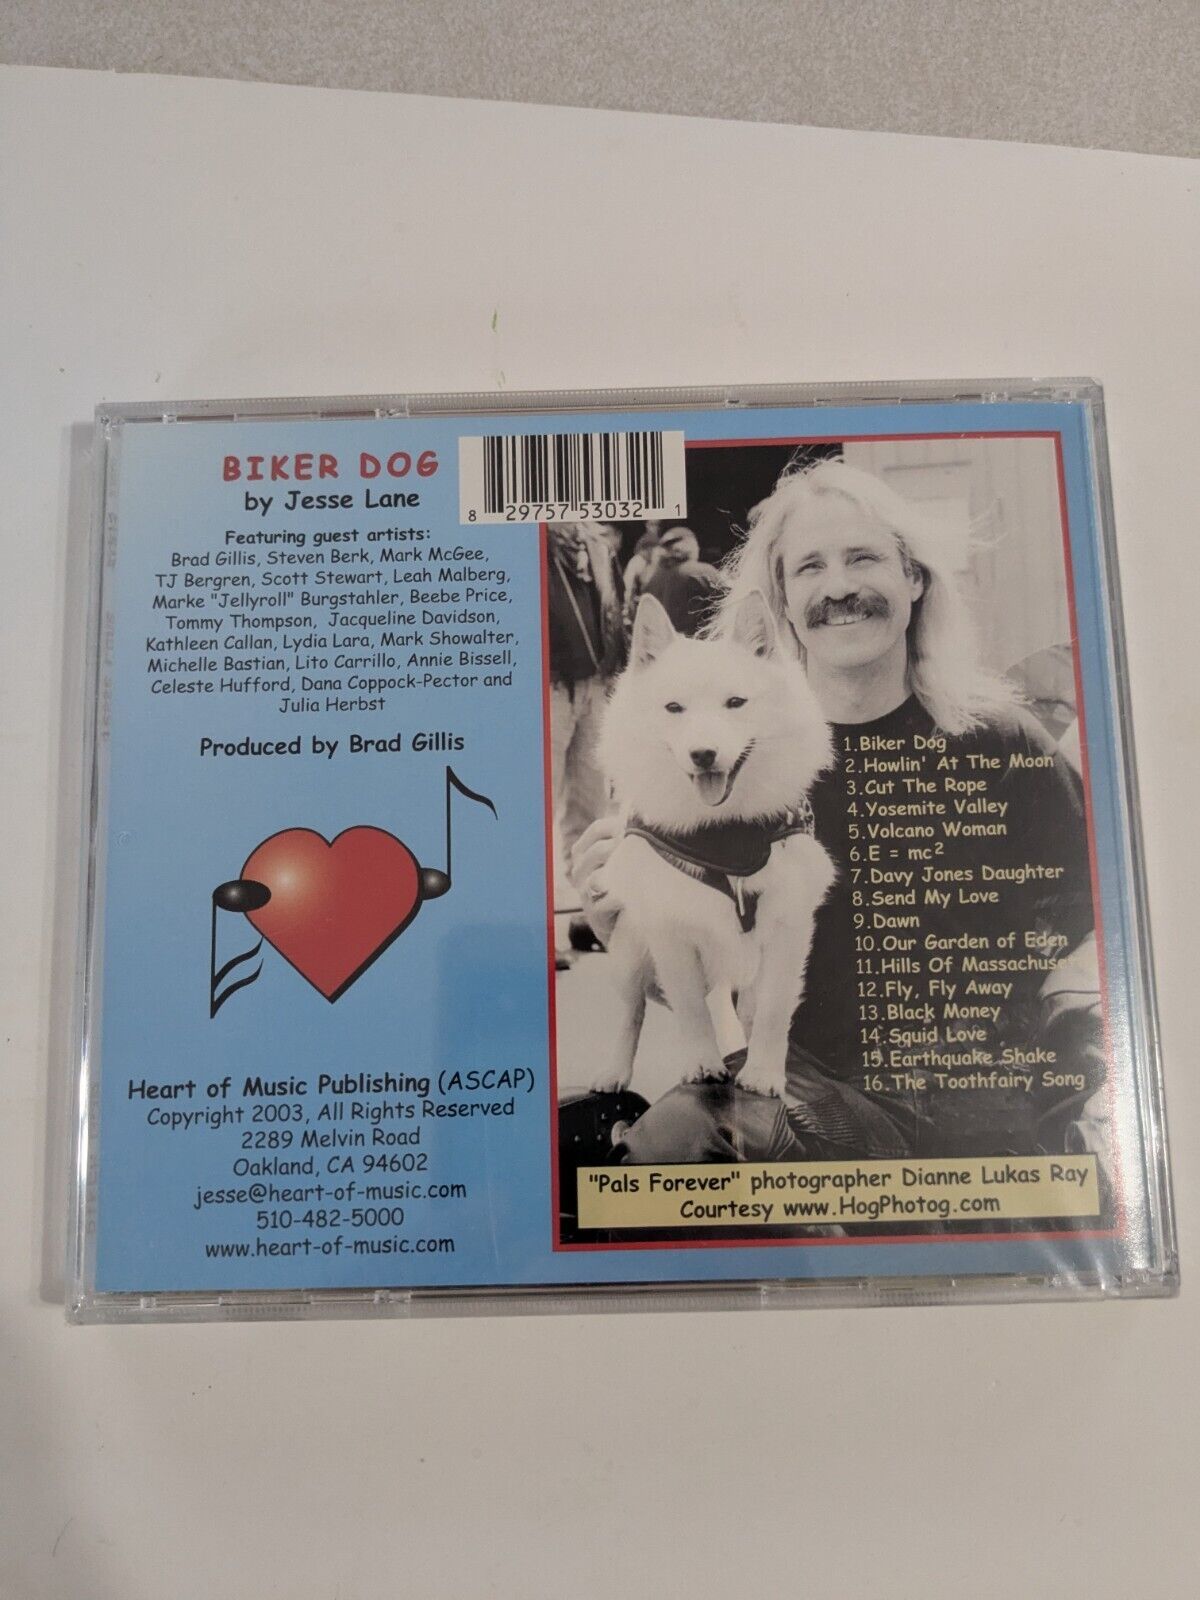 BIKER DOG
by Jesse Lane
Featuring guest artists:
Brad Gillis, Steven Berk, Mark McGee,
TJ Bergren, Scott Stewart, Leah Malberg,
Marke "Jellyroll" Burgstahler, Beebe Price,
Tommy Thompson, Jacqueline Davidson,
Kathleen Callan, Lydia Lara, Mark Showalter,
Michelle Bastian, Lito Carrillo, Annie Bissell,
Celeste Hufford, Dana Coppock-Pector and
Julia Herbst
Produced by Brad Gillis
Heart of Music Publishing (ASCAP)
Copyright 2003, All Rights Reserved
2289 Melvin Road
Oakland, CA 94602
jesse@heart-of-music.com
510-482-5000
www.heart-of-music.com
8 29757 53032 1
1.Biker Dog
2.Howlin' At The Moon
3.Cut The Rope
4.Yosemite Valley
5.Volcano Woman
6.E = mc²
7.Davy Jones Daughter
8.Send My Love
9.Dawn
10.Our Garden of Eden
11.Hills Of
12.Fly, Fly Away
13.Black Money
14.Squid Love
15.Earthquake Shake
16.The Toothfairy Song
"Pals Forever" photographer Dianne Lukas Ray
Courtesy www.HogPhotog.com